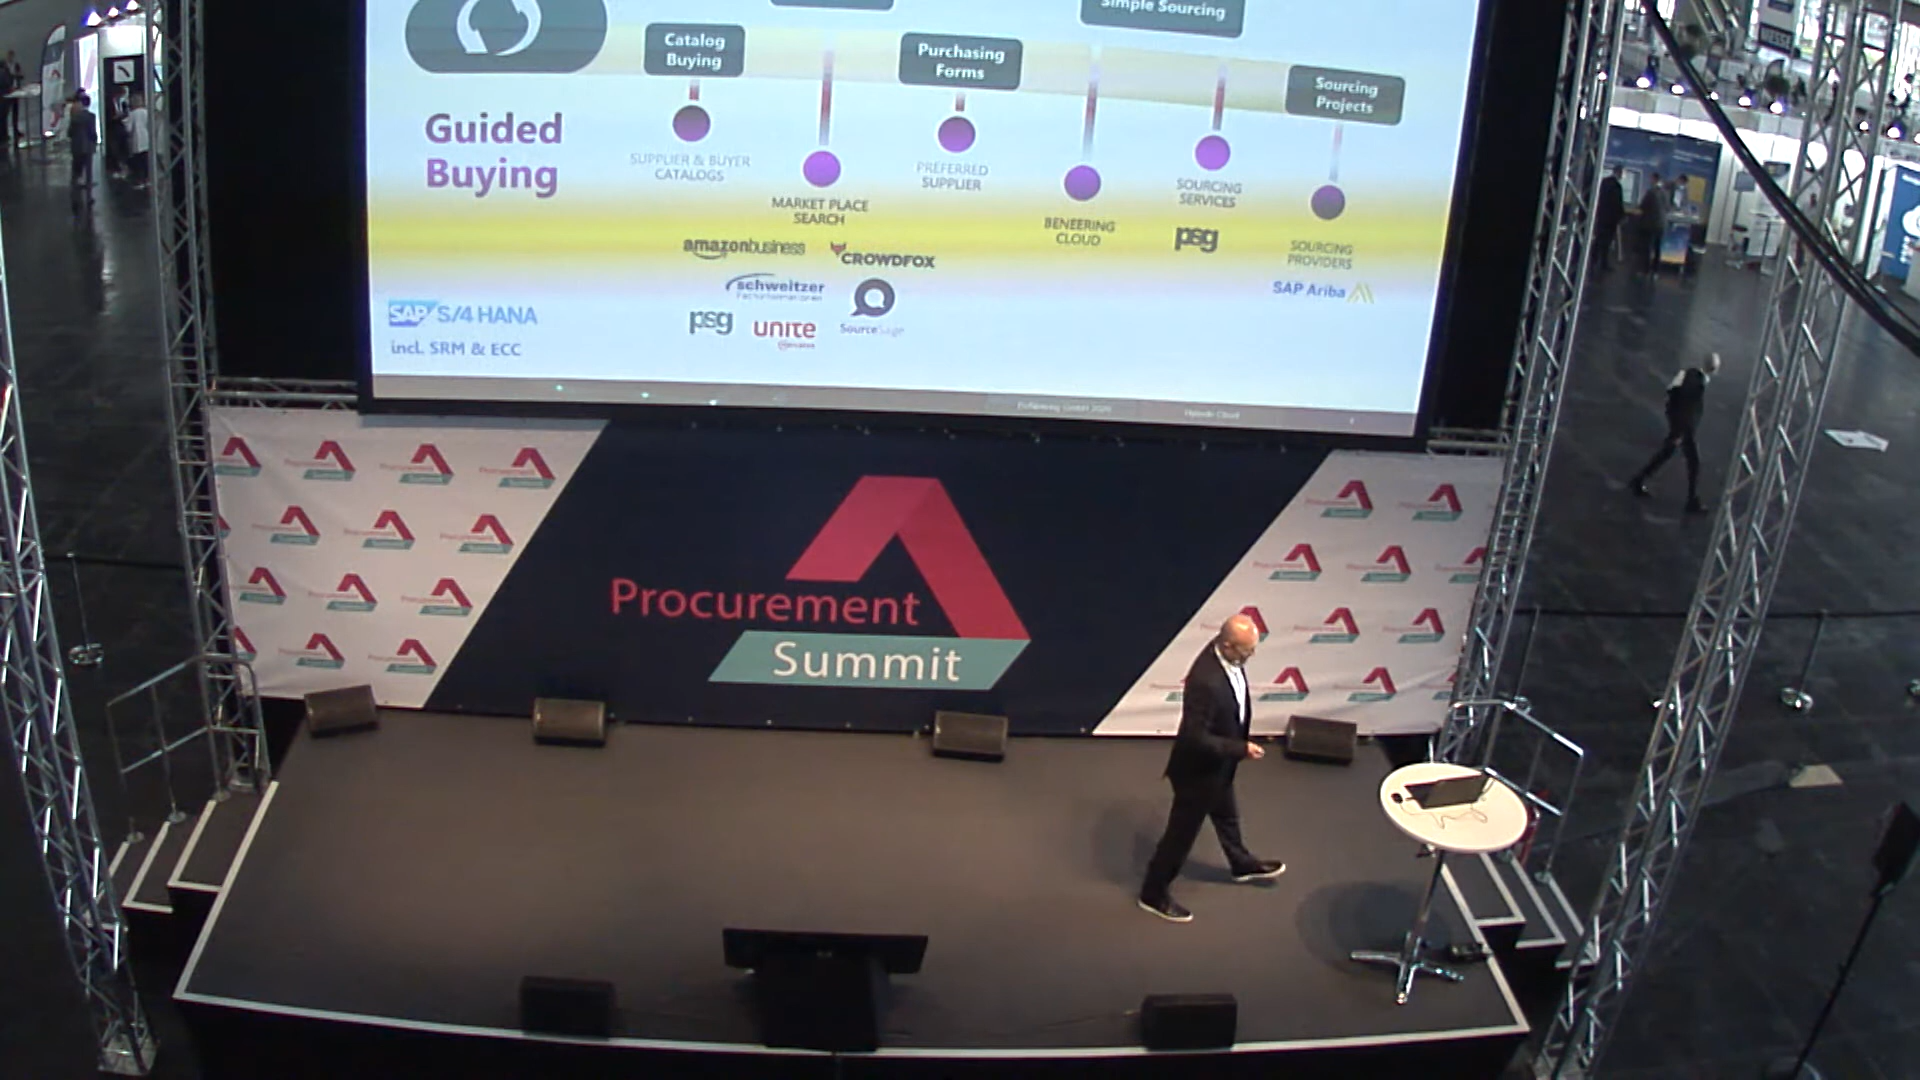 Simple Sourcing
Catalog
Buying
Purchasing
Forms
Sourcing
Projects
Guided
Buying
SUPPLIER & BUYER
CATALOGS
MARKET PLACE
SEARCH
PREFERRED
SUPPLIER
BENEERING
CLOUD
SOURCING
SERVICES
SOURCING
PROVIDERS
amazonbusiness
CROWDFOX
schweitzer
psg
unite
SourceSage
psg
SAP Ariba
SAP S/4 HANA
incl. SRM & ECC
Procurement
Summit